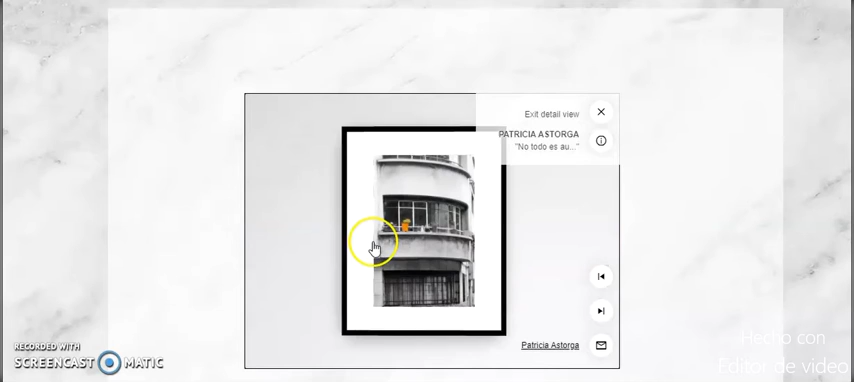 Exit detail view
PATRICIA ASTORGA
"No todo es au..."
Patricia Astorga
RECORDED WITH
SCREENCAST MATIC
Hecho con
Editor de video